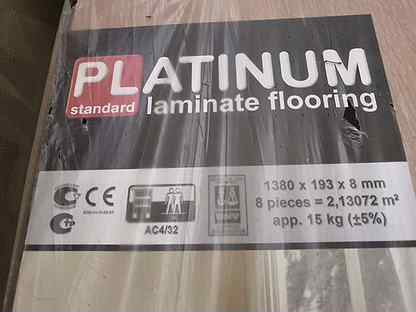 PLATINUM
standard laminate flooring
1380 x 193 x 8 mm
8 pieces = 2,13072 m²
app. 15 kg (±5%)
CE
AC4/32